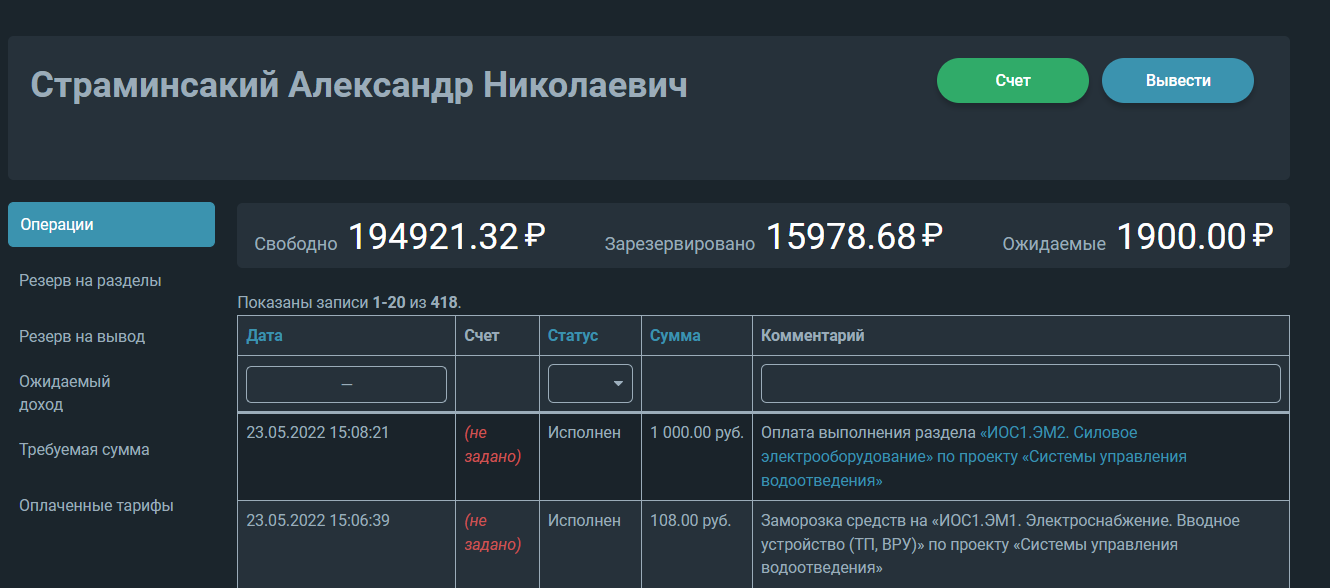 Страминсакий Александр Николаевич
Счет
Вывести
Операции
Резерв на разделы
Резерв на вывод
Ожидаемый
доход
Требуемая сумма
Оплаченные тарифы
Свободно 194921.32 ₽
Зарезервировано 15978.68 ₽
Ожидаемые 1900.00 ₽
Показаны записи 1-20 из 418.
Дата Счет Статус Сумма Комментарий
—
23.05.2022 15:08:21 (не Исполнен 1 000.00 руб. Оплата выполнения раздела «ИОС1.ЭМ2. Силовое
задано) электрооборудование» по проекту «Системы управления
водоотведения»
23.05.2022 15:06:39 (не Исполнен 108.00 руб. Заморозка средств на «ИОС1.ЭМ1. Электроснабжение. Вводное
задано) устройство (ТП, ВРУ)» по проекту «Системы управления
водоотведения»